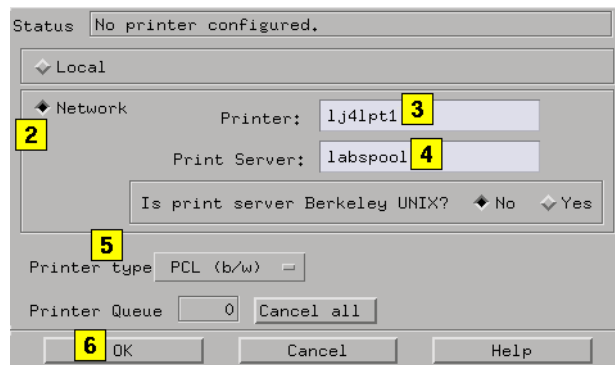 Status No printer configured.
Local
Network
2
Printer: lj4lpt1 3
Print Server: labspool 4
Is print server Berkeley UNIX? No Yes
5
Printer type PCL (b/w)
Printer Queue 0 Cancel all
6 OK Cancel Help